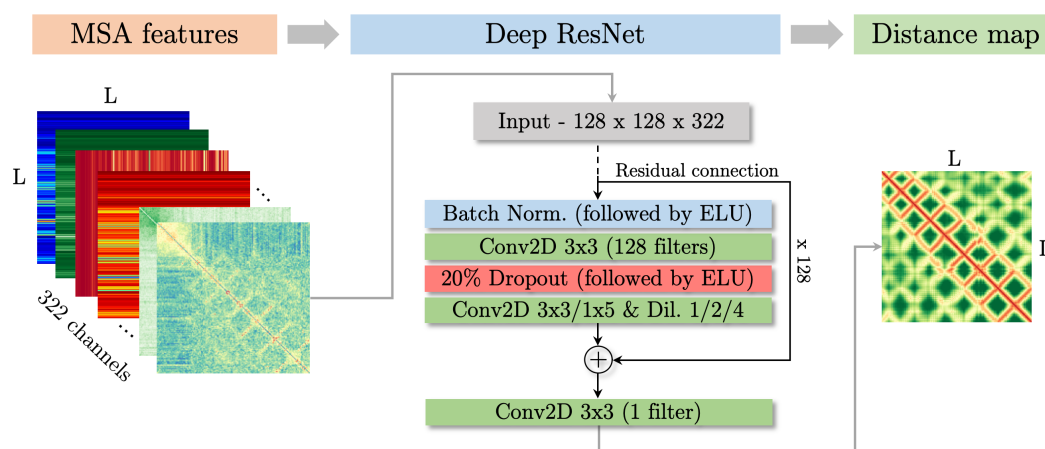 MSA features
Deep ResNet
Distance map
L
L
322 channels
...
...
Input - 128 x 128 x 322
Residual connection
Batch Norm. (followed by ELU)
Conv2D 3x3 (128 filters)
20% Dropout (followed by ELU)
Conv2D 3x3/1x5 & Dil. 1/2/4
x 128
+
Conv2D 3x3 (1 filter)
L